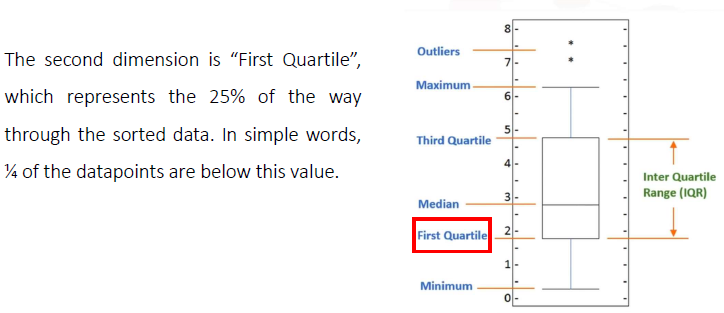 The second dimension is “First Quartile”,
which represents the 25% of the way
through the sorted data. In simple words,
¼ of the datapoints are below this value.
8
Outliers
7
Maximum
6
5
Third Quartile
4
Inter Quartile
Range (IQR)
3
Median
First Quartile
2
1
Minimum
0